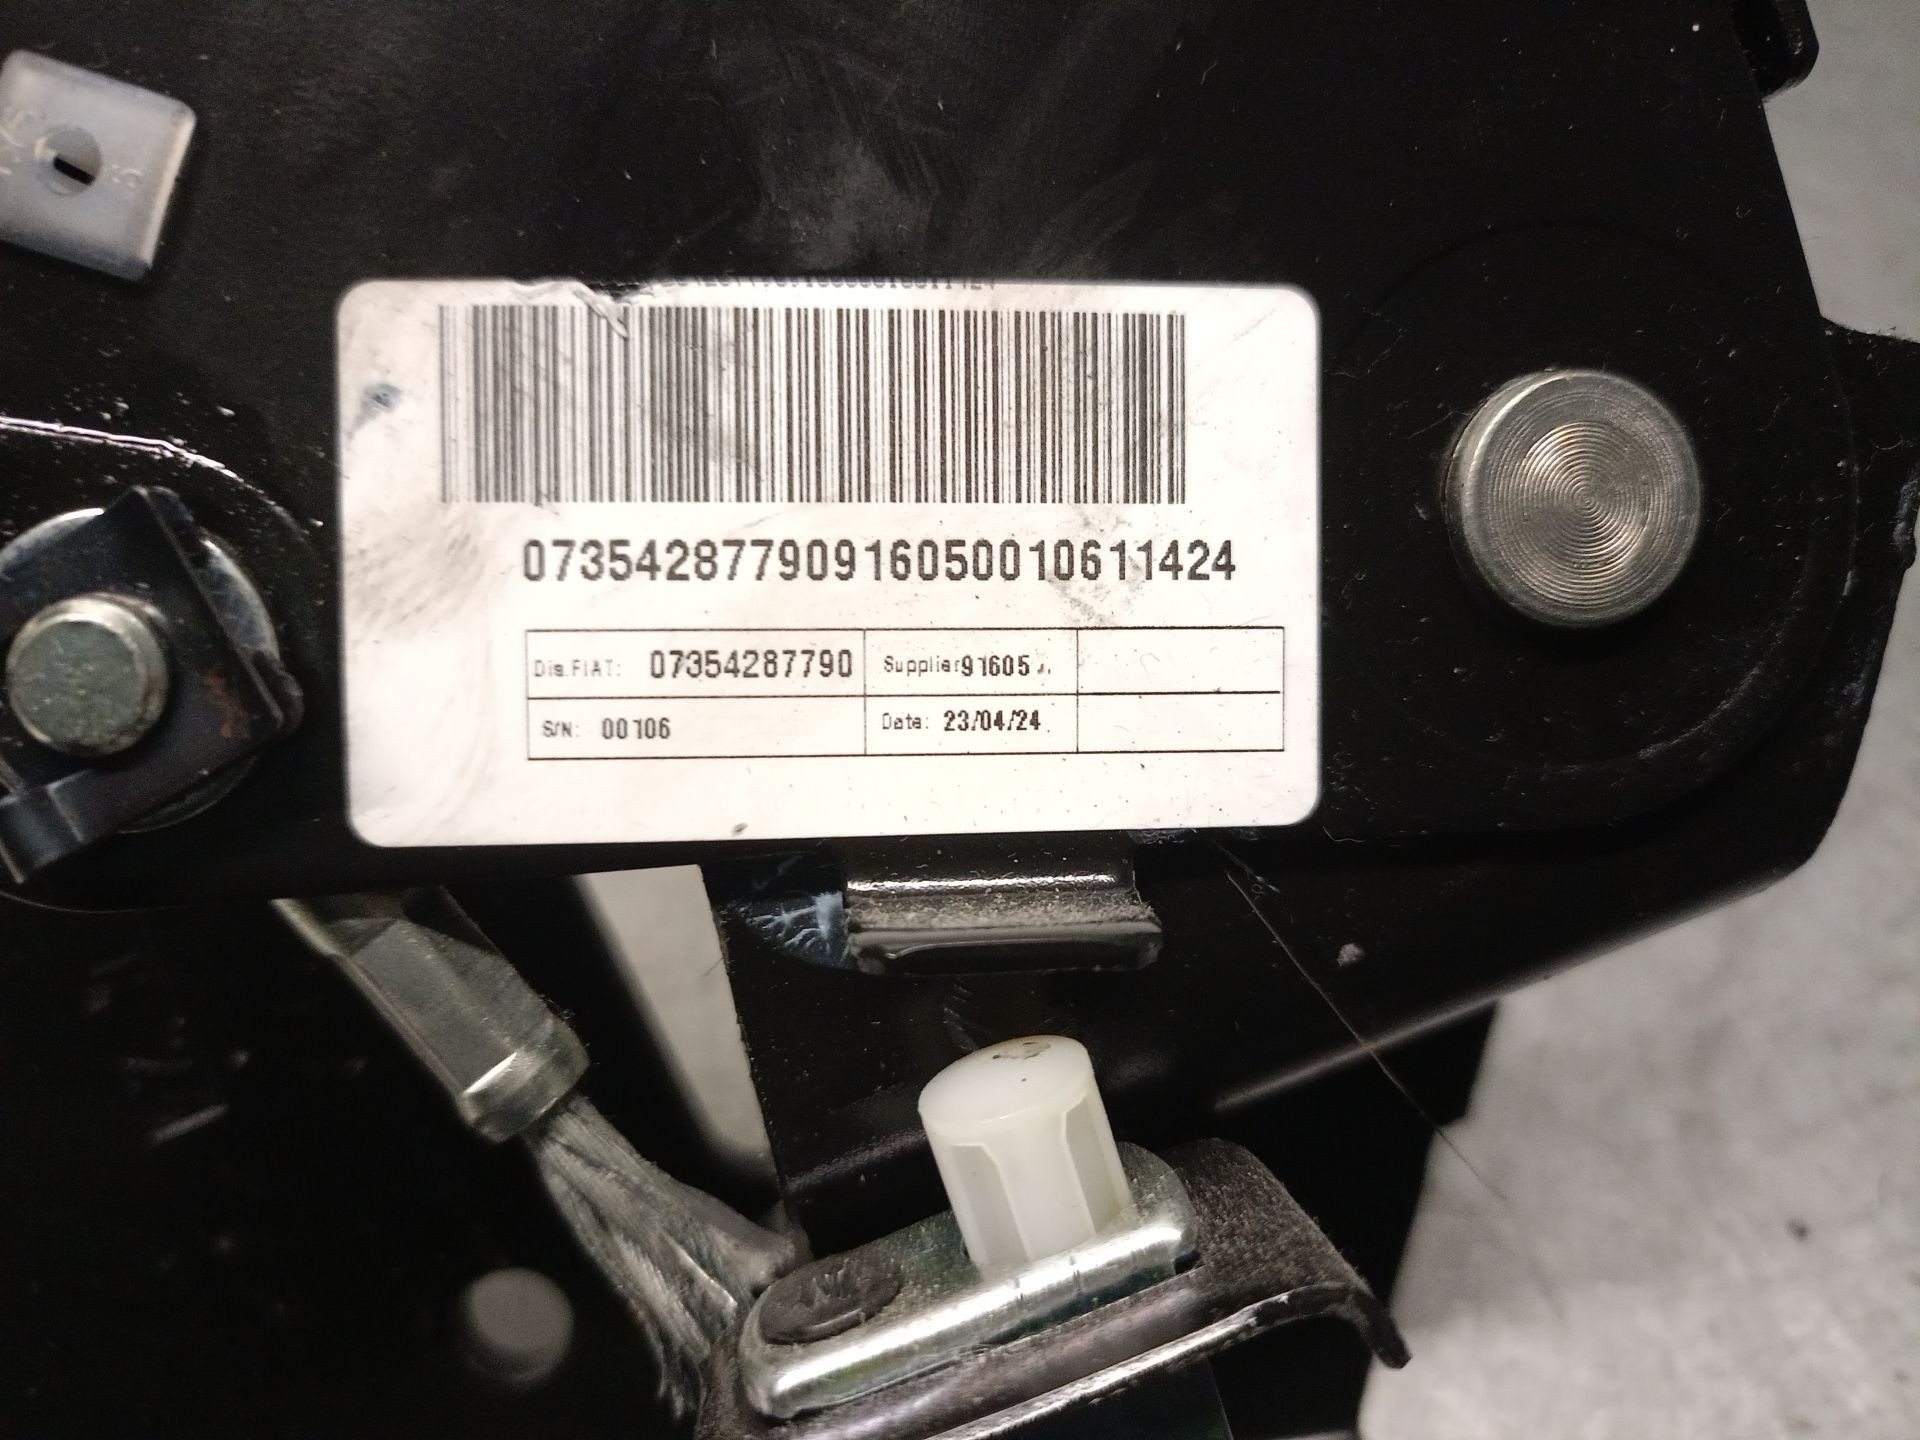 07354287790916050010611424
Dis.FIAT: 07354287790 Supplier 91605
S/N: 00106 Date: 23/04/24